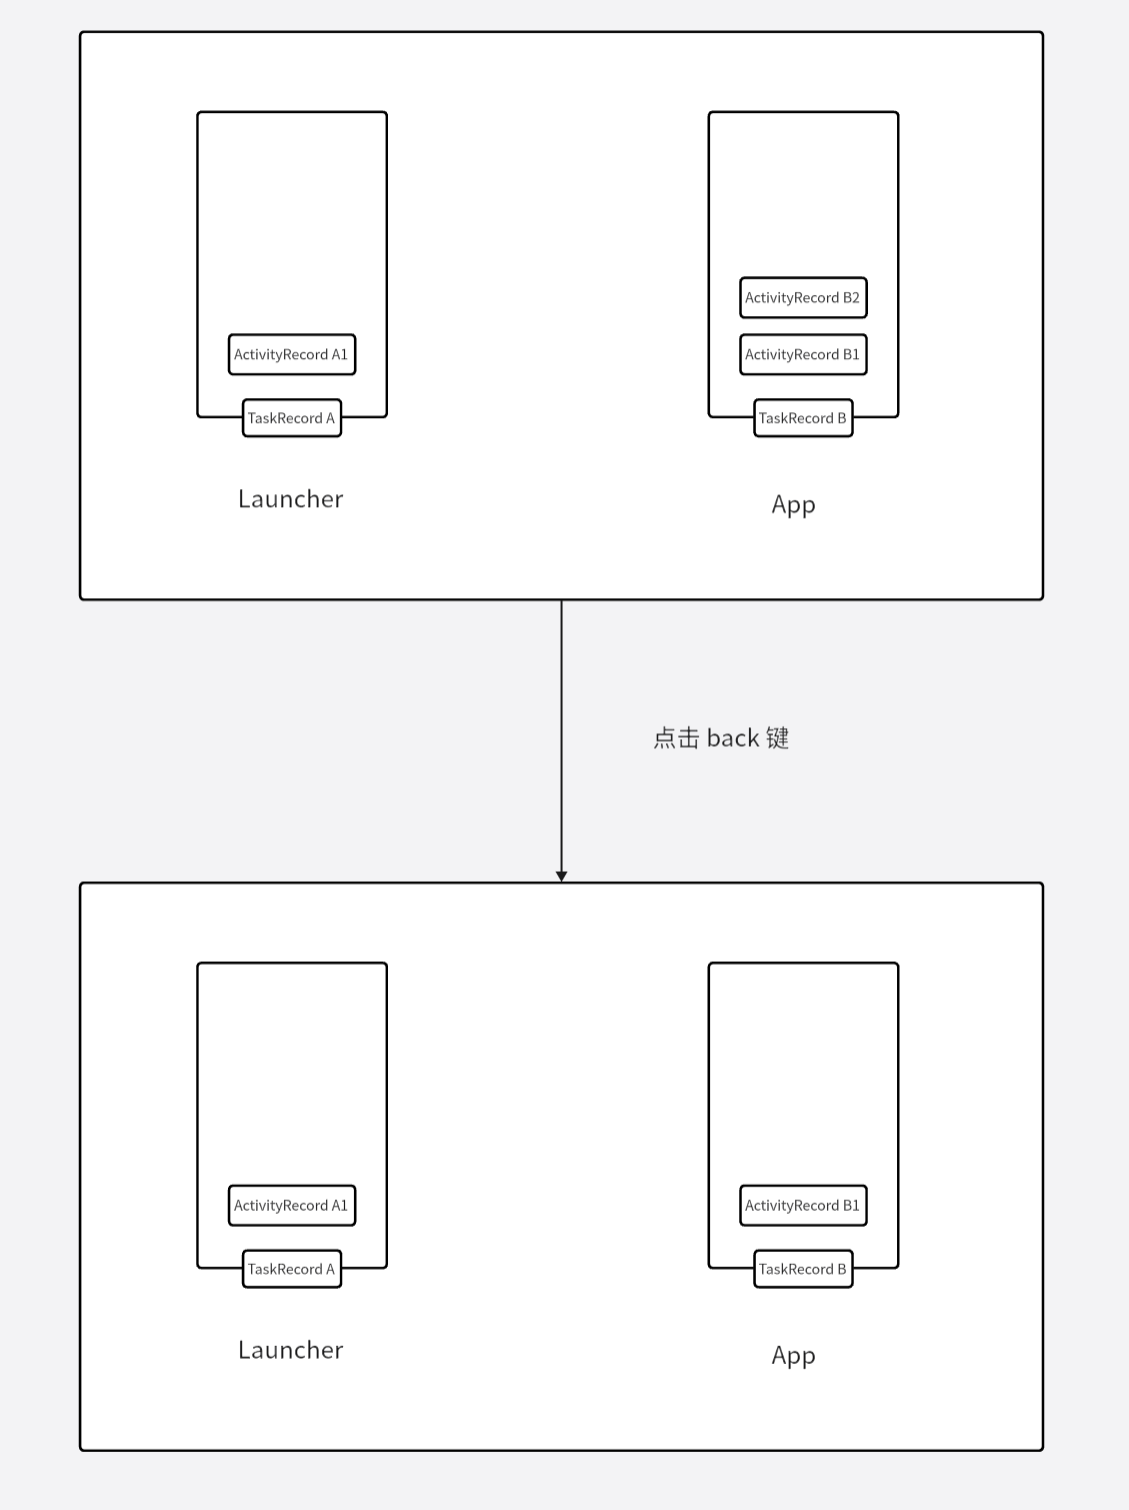 ActivityRecord B2
ActivityRecord A1
ActivityRecord B1
TaskRecord A
TaskRecord B
Launcher
App
点击 back 键
ActivityRecord A1
ActivityRecord B1
TaskRecord A
TaskRecord B
Launcher
App